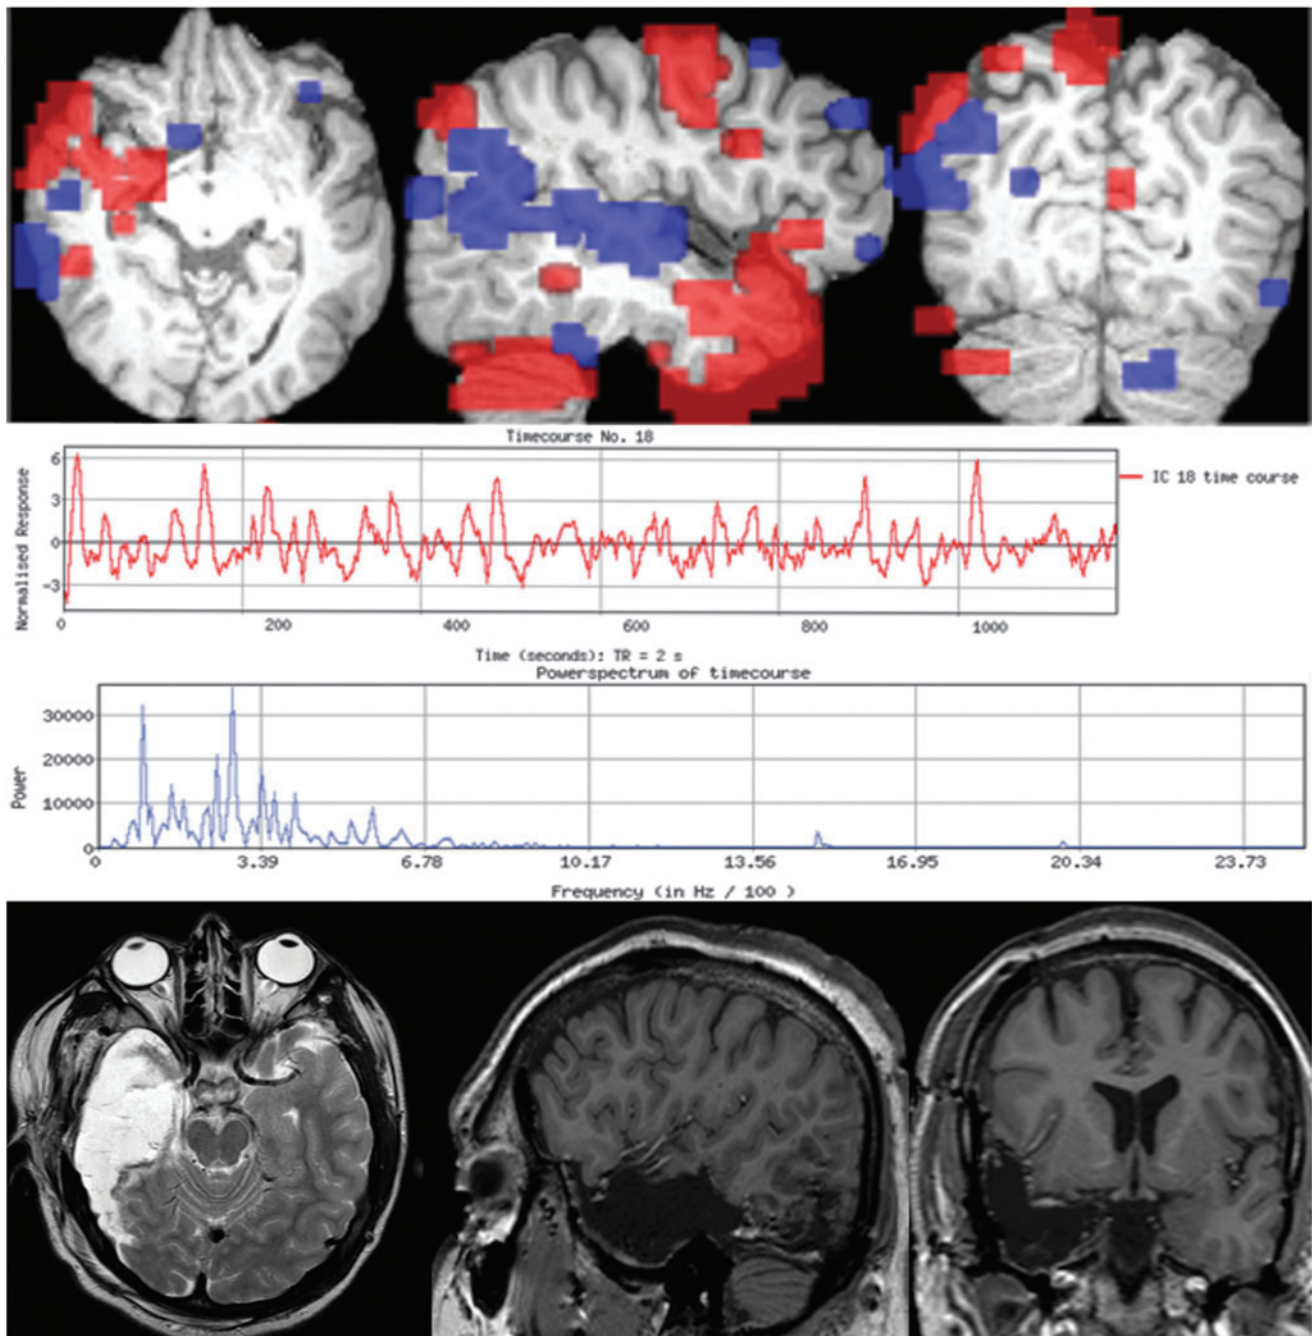 Timecourse No. 18
Normalised Response
6
3
0
-3
IC 18 time course
0 200 400 600 800 1000
Time (seconds); TR = 2 s
Powerspectrum of timecourse
Power
30000
20000
10000
0
0 3.39 6.78 10.17 13.56 16.95 20.34 23.73
Frequency (in Hz / 100 )